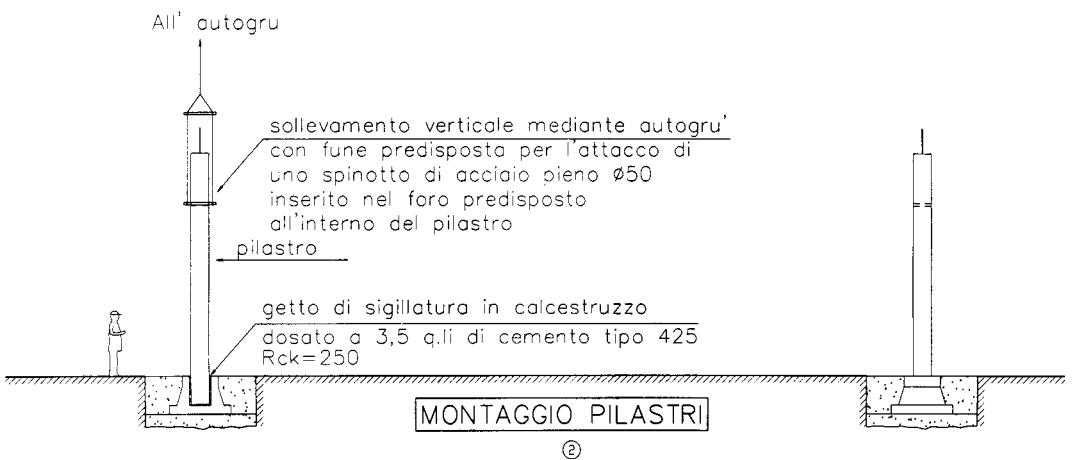 All' autogru
sollevamento verticale mediante autogru'
con fune predisposta per l'attacco di
uno spinotto di acciaio pieno ø50
inserito nel foro predisposto
all'interno del pilastro
pilastro
getto di sigillatura in calcestruzzo
dosato a 3,5 q.li di cemento tipo 425
Rck=250
MONTAGGIO PILASTRI
2